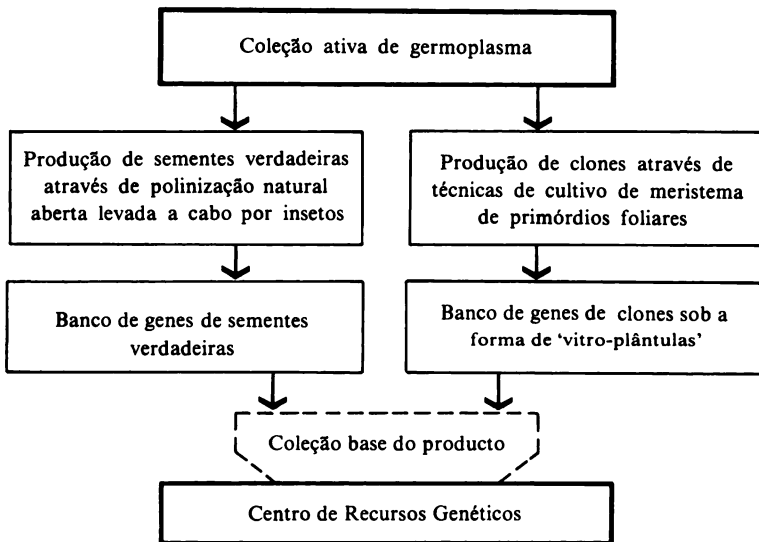 Coleção ativa de germoplasma
Produção de sementes verdadeiras
através de polinização natural
aberta levada a cabo por insetos
Produção de clones através de
técnicas de cultivo de meristema
de primórdios foliares
Banco de genes de sementes
verdadeiras
Banco de genes de clones sob a
forma de 'vitro-plântulas'
Coleção base do producto
Centro de Recursos Genéticos